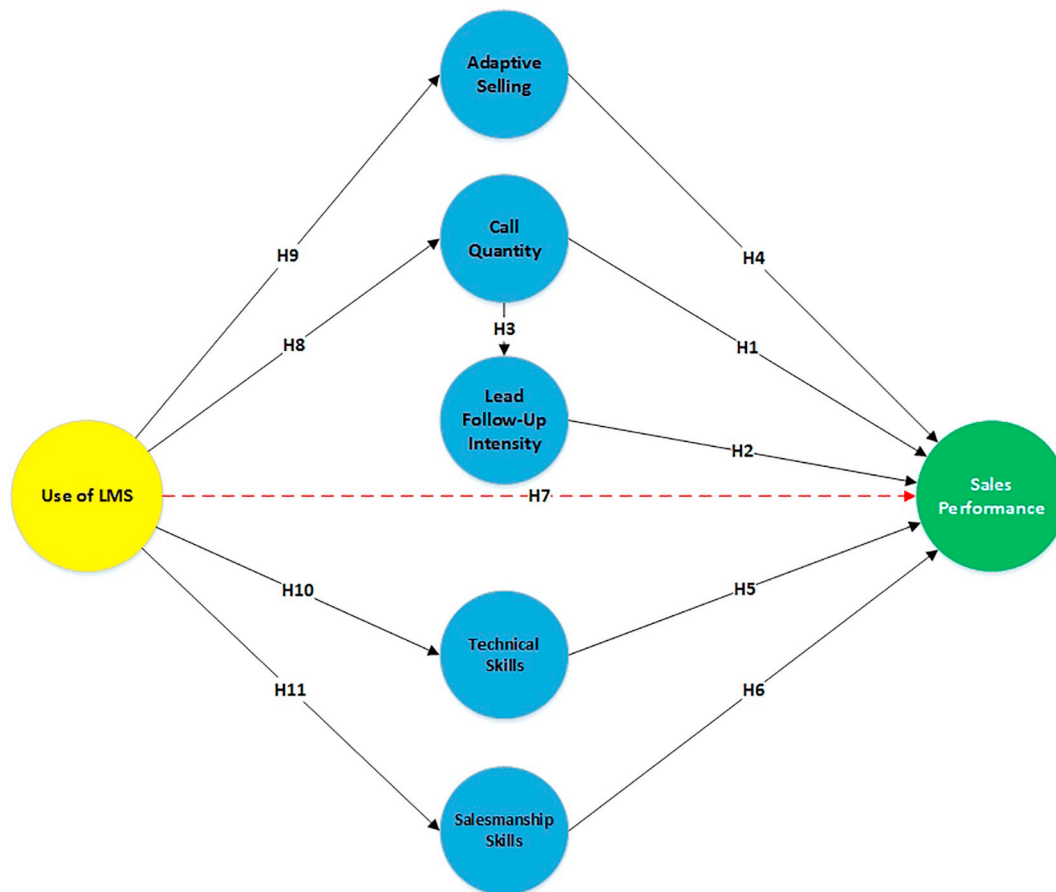 Adaptive
Selling
Call
Quantity
H9
H4
H3
H8
H1
Lead
Follow-Up
Intensity
H2
Use of LMS
H7
Sales
Performance
H10
H5
Technical
Skills
H11
H6
Salesmanship
Skills